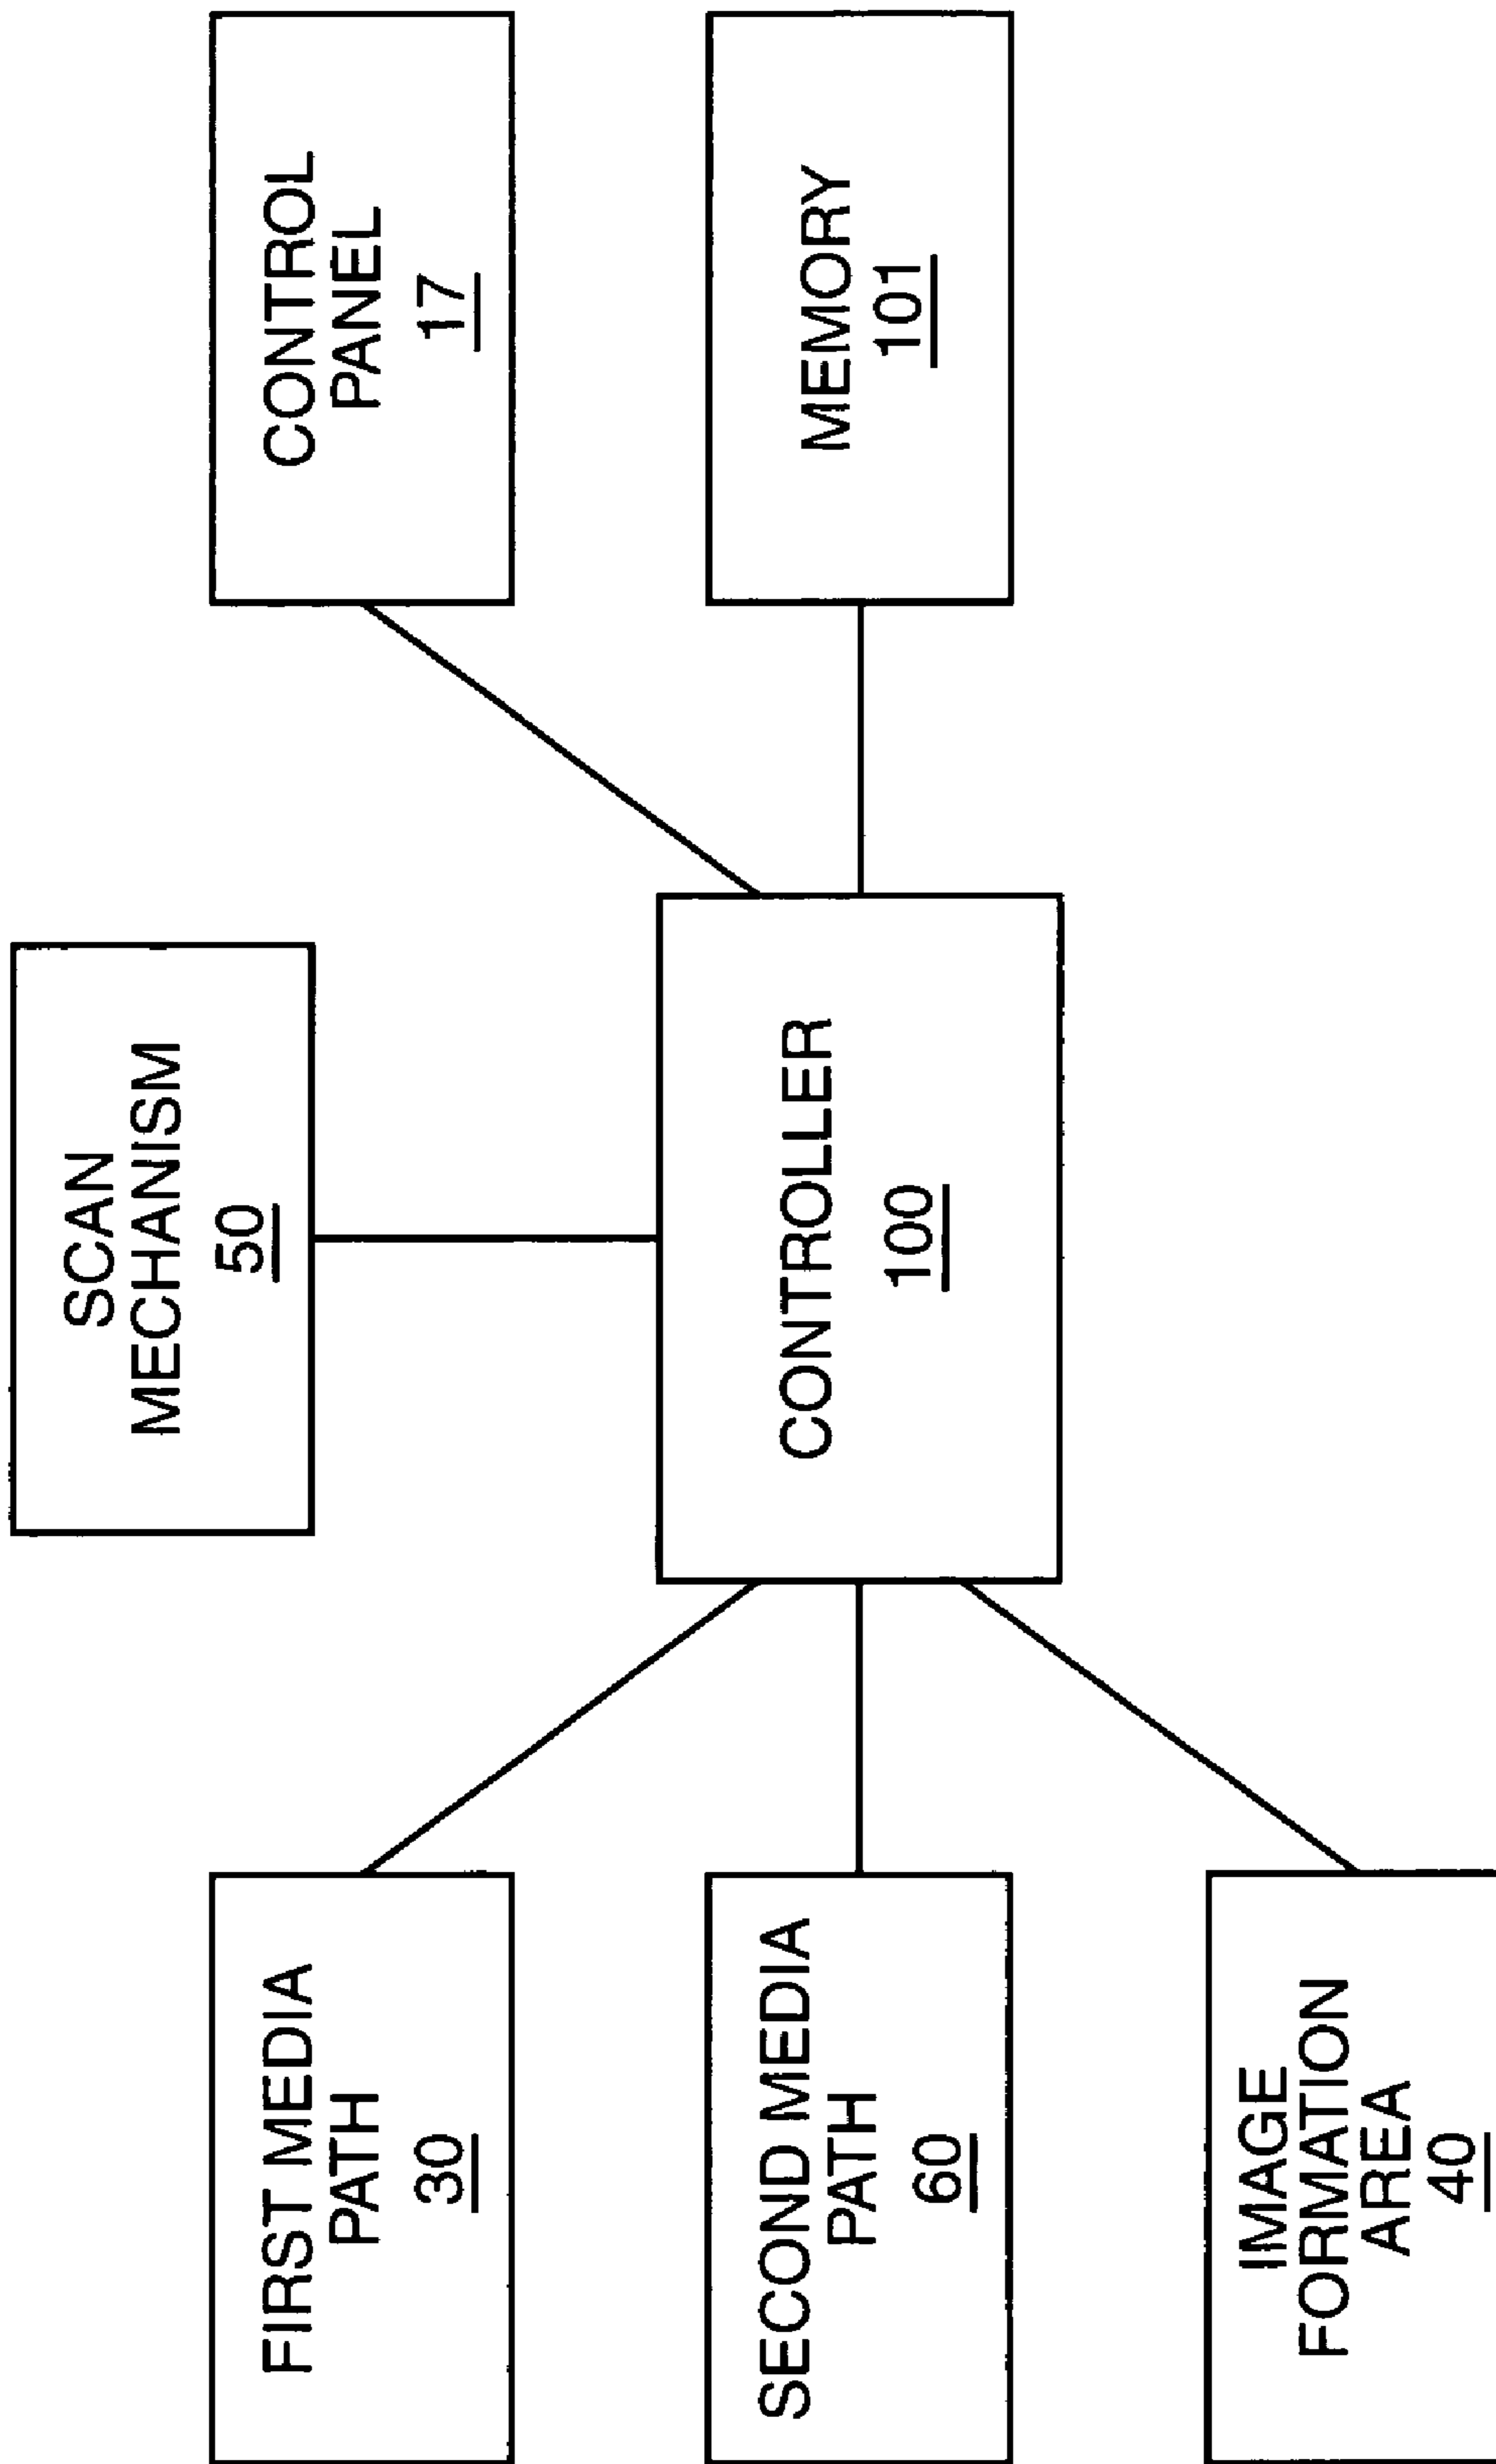 SCAN
MECHANISM
50
FIRST MEDIA
PATH
30
CONTROL
PANEL
17
SECOND MEDIA
PATH
60
CONTROLLER
100
MEMORY
101
IMAGE
FORMATION
AREA
40